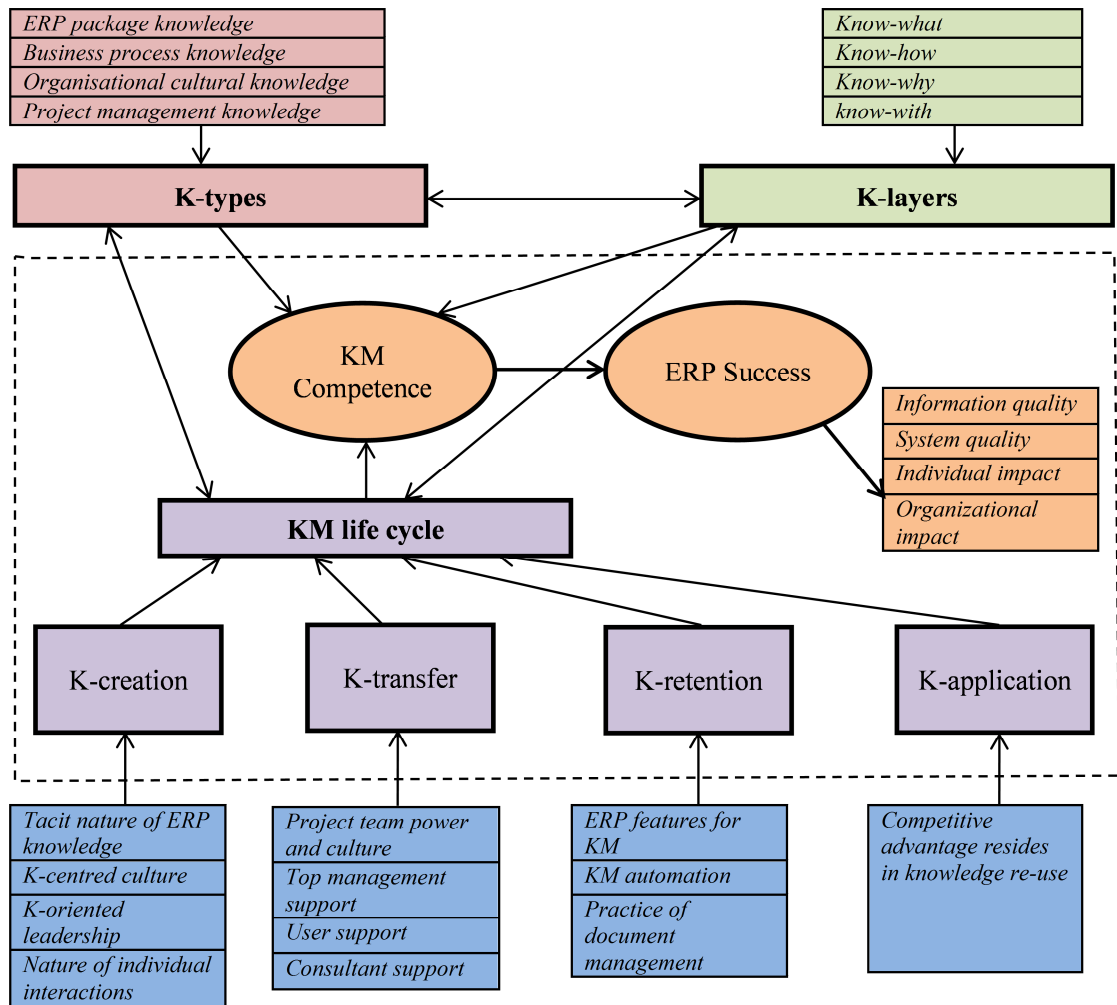 ERP package knowledge
Business process knowledge
Organisational cultural knowledge
Project management knowledge
Know-what
Know-how
Know-why
know-with
K-types
K-layers
KM
Competence
ERP Success
Information quality
System quality
Individual impact
Organizational
impact
KM life cycle
K-creation
K-transfer
K-retention
K-application
Tacit nature of ERP
knowledge
K-centred culture
K-oriented
leadership
Nature of individual
interactions
Project team power
and culture
Top management
support
User support
Consultant support
ERP features for
KM
KM automation
Practice of
document
management
Competitive
advantage resides
in knowledge re-use